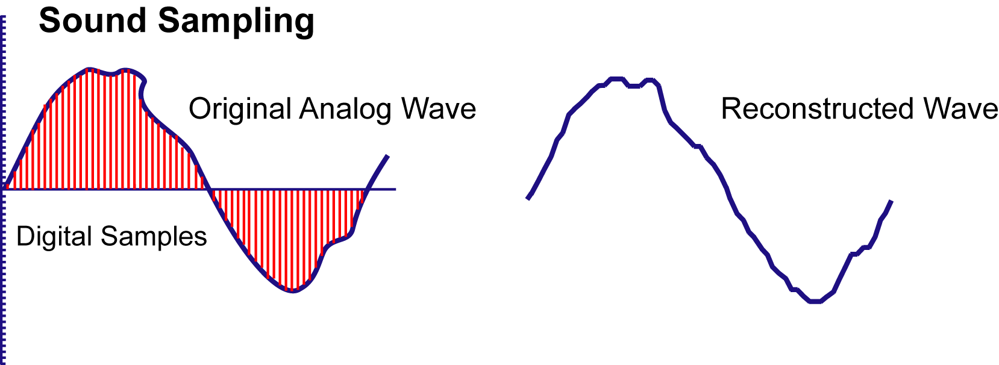 Sound Sampling
Original Analog Wave
Reconstructed Wave
Digital Samples